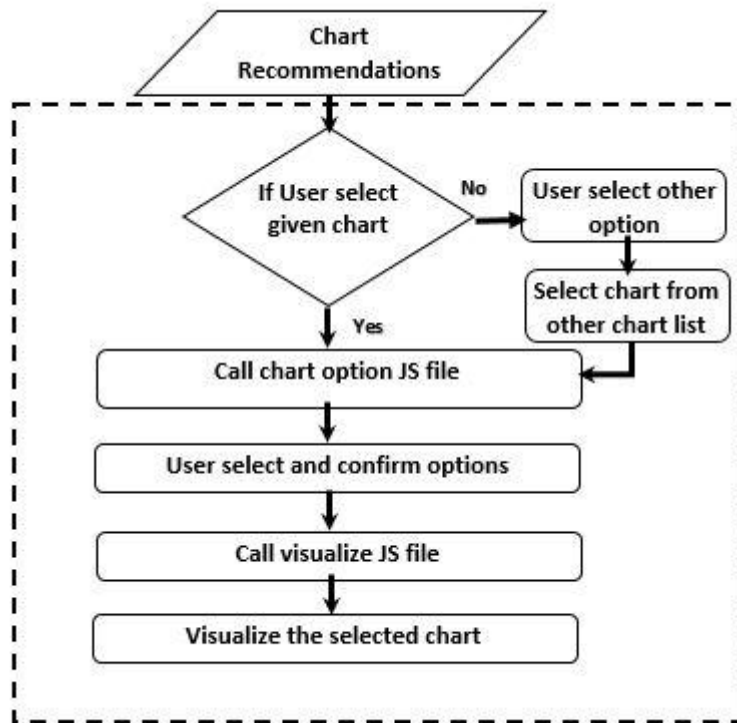 Chart
Recommendations
If User select
given chart
No
User select other
option
Select chart from
other chart list
Yes
Call chart option JS file
User select and confirm options
Call visualize JS file
Visualize the selected chart